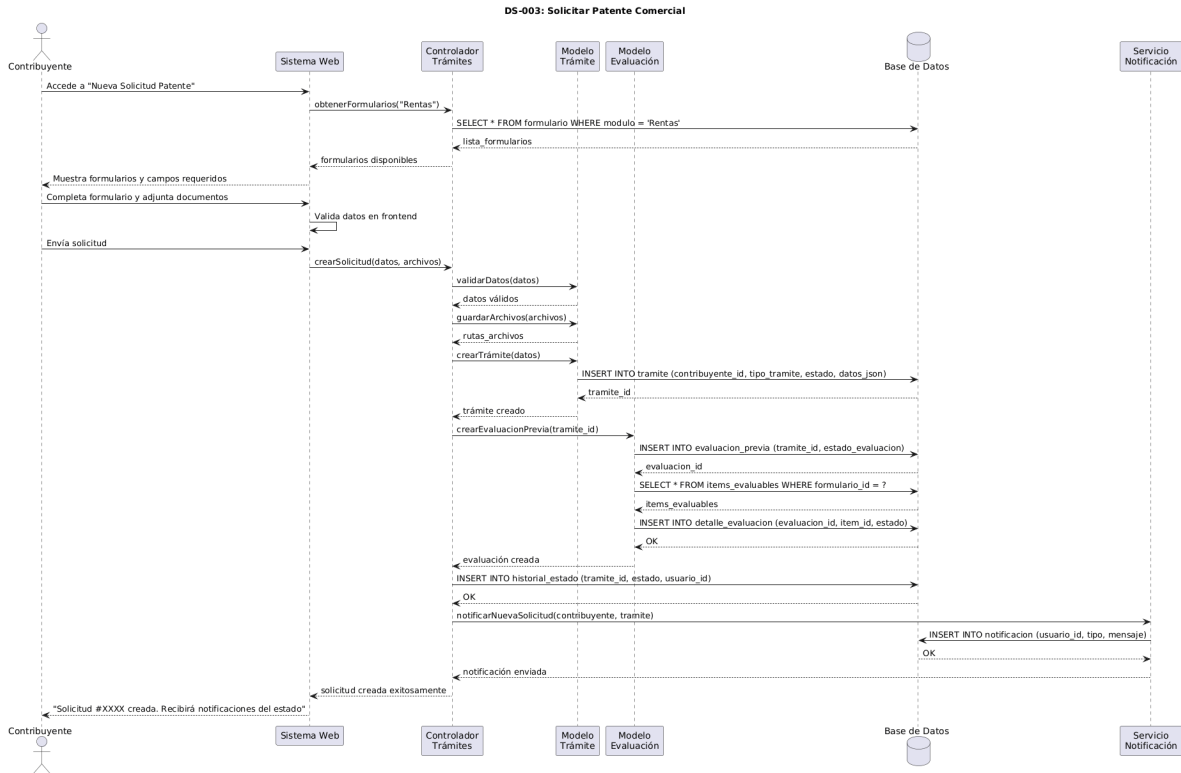 DS-003: Solicitar Patente Comercial
Contribuyente
Sistema Web
Controlador
Trámites
Modelo
Trámite
Modelo
Evaluación
Base de Datos
Servicio
Notificación
Accede a "Nueva Solicitud Patente"
obtenerFormularios("Rentas")
SELECT * FROM formulario WHERE modulo = 'Rentas'
lista_formularios
formularios disponibles
Muestra formularios y campos requeridos
Completa formulario y adjunta documentos
Valida datos en frontend
Envía solicitud
crearSolicitud(datos, archivos)
validarDatos(datos)
datos válidos
guardarArchivos(archivos)
rutas_archivos
crearTrámite(datos)
INSERT INTO tramite (contribuyente_id, tipo_tramite, estado, datos_json)
tramite_id
trámite creado
crearEvaluacionPrevia(tramite_id)
INSERT INTO evaluacion_previa (tramite_id, estado_evaluacion)
evaluacion_id
SELECT * FROM items_evaluables WHERE formulario_id = ?
items_evaluables
INSERT INTO detalle_evaluacion (evaluacion_id, item_id, estado)
OK
evaluación creada
INSERT INTO historial_estado (tramite_id, estado, usuario_id)
OK
notificarNuevaSolicitud(contribuyente, tramite)
INSERT INTO notificacion (usuario_id, tipo, mensaje)
OK
notificación enviada
solicitud creada exitosamente
"Solicitud #XXXX creada. Recibirá notificaciones del estado"
Contribuyente
Sistema Web
Controlador
Trámites
Modelo
Trámite
Modelo
Evaluación
Base de Datos
Servicio
Notificación